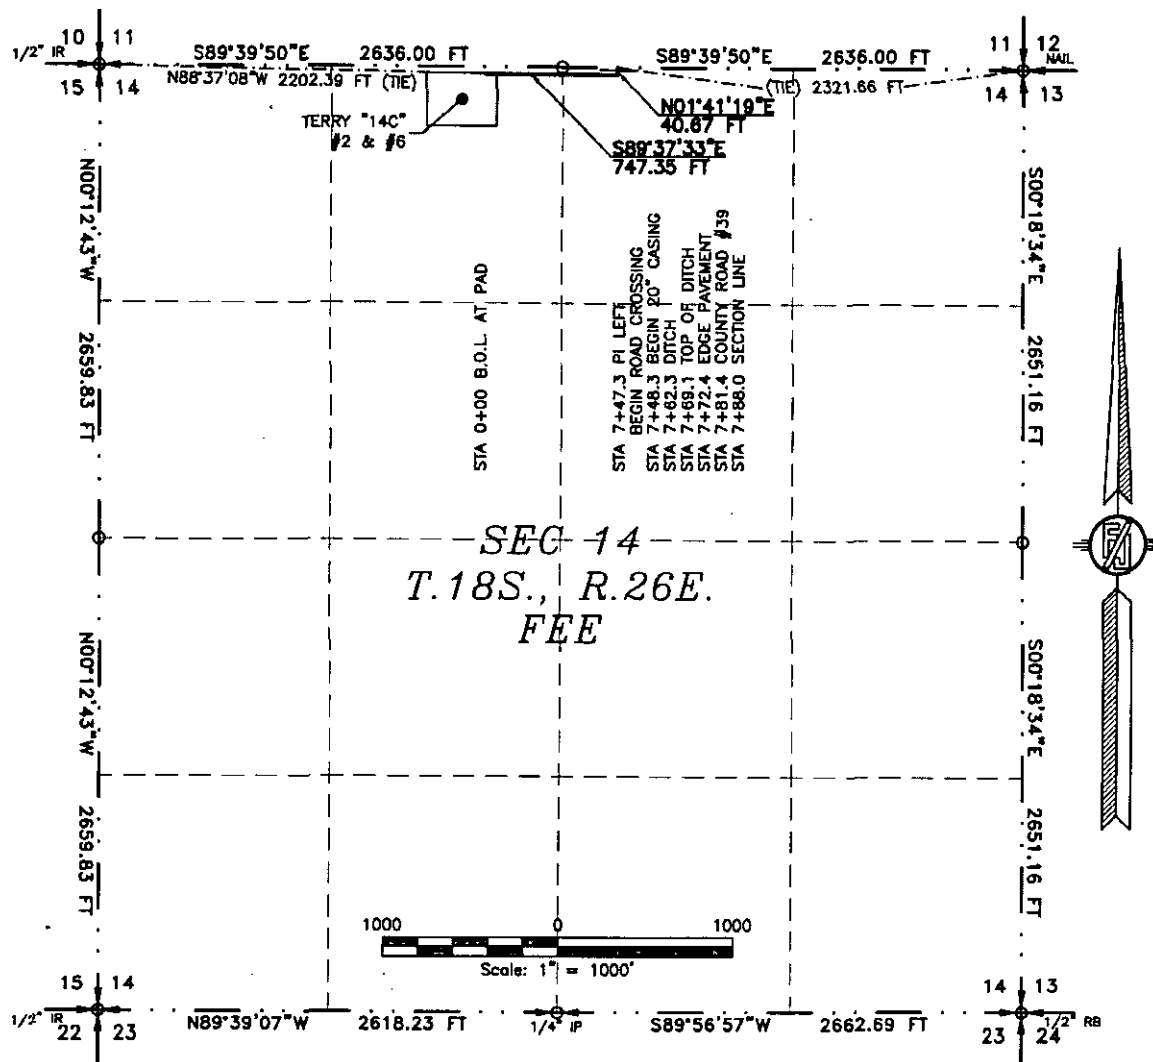 10 11
1/2" IR
15 14
S89°39'50"E 2636.00 FT
S89°39'50"E 2636.00 FT
11 12
NAIL
14 13
N88°37'08"W 2202.39 FT (TIE)
(TIE) 2321.66 FT
TERRY "14C"
#2 & #6
N01°41'19"E
40.67 FT
S89°37'33"E
747.35 FT
N00°12'43"W 2659.83 FT
S00°18'34"E 2651.16 FT
STA 0+00 B.O.L. AT PAD
STA 7+47.3 PI LEFT
BEGIN ROAD CROSSING
STA 7+48.3 BEGIN 20" CASING
STA 7+62.3 DITCH
STA 7+69.1 TOP OF DITCH
STA 7+72.4 EDGE PAVEMENT
STA 7+81.4 COUNTY ROAD #39
STA 7+88.0 SECTION LINE
SEC 14
T.18S., R.26E.
FEE
N00°12'43"W 2659.83 FT
S00°18'34"E 2651.16 FT
1000 0 1000
Scale: 1" = 1000'
15 14
1/2" IR
22 23
N89°39'07"W 2618.23 FT
1/4" IP
S89°56'57"W 2662.69 FT
14 13
23 24
1/2" RB